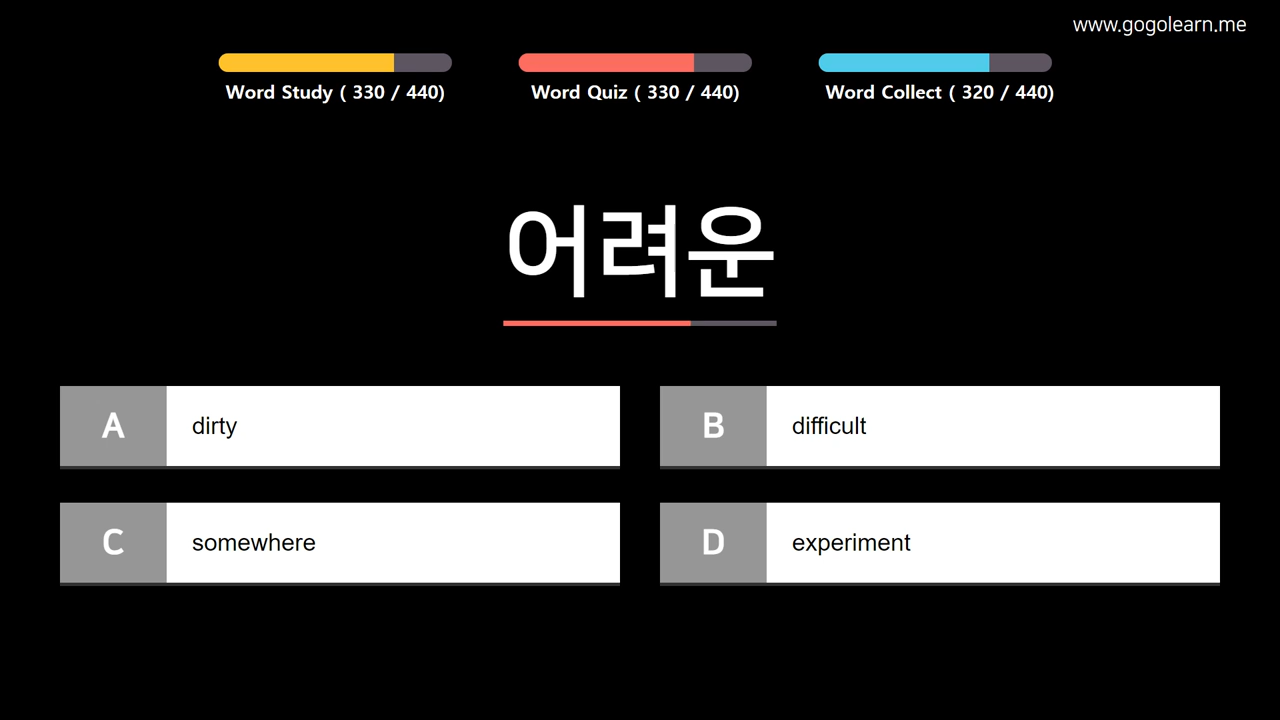 www.gogolearn.me
Word Study ( 330 / 440)
Word Quiz ( 330 / 440)
Word Collect ( 320 / 440)
어려운
A dirty
B difficult
C somewhere
D experiment